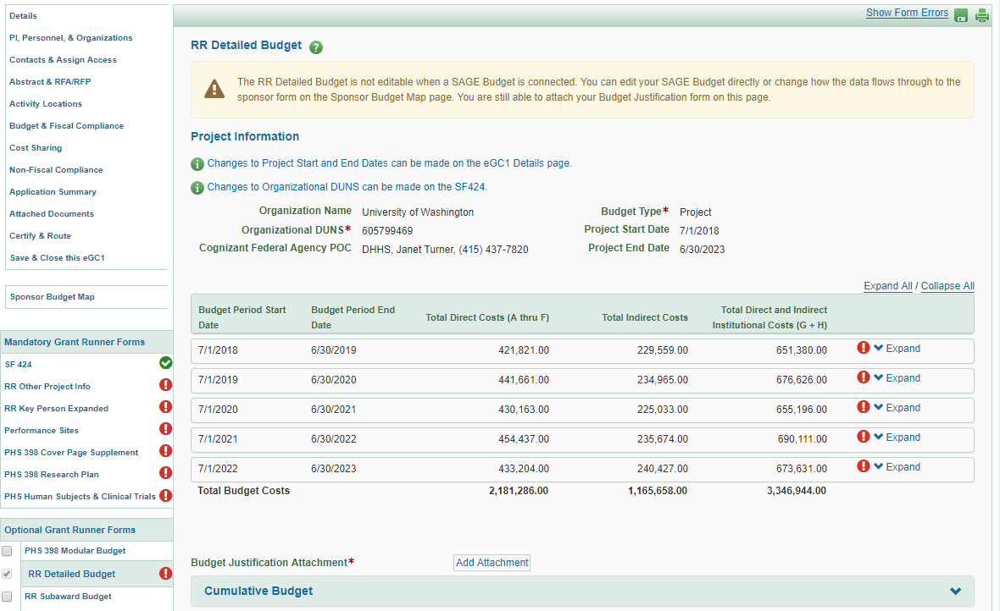 Details
PI, Personnel, & Organizations
Contacts & Assign Access
Abstract & RFA/RFP
Activity Locations
Budget & Fiscal Compliance
Cost Sharing
Non-Fiscal Compliance
Application Summary
Attached Documents
Certify & Route
Save & Close this eGC1
Sponsor Budget Map
Mandatory Grant Runner Forms
SF 424
RR Other Project Info
RR Key Person Expanded
Performance Sites
PHS 398 Cover Page Supplement
PHS 398 Research Plan
PHS Human Subjects & Clinical Trials
Optional Grant Runner Forms
PHS 398 Modular Budget
RR Detailed Budget
RR Subaward Budget
Show Form Errors
RR Detailed Budget ?
The RR Detailed Budget is not editable when a SAGE Budget is connected. You can edit your SAGE Budget directly or change how the data flows through to the
sponsor form on the Sponsor Budget Map page. You are still able to attach your Budget Justification form on this page.
Project Information
Changes to Project Start and End Dates can be made on the eGC1 Details page.
Changes to Organizational DUNS can be made on the SF424.
Organization Name University of Washington Budget Type* Project
Organizational DUNS* 605799469 Project Start Date 7/1/2018
Cognizant Federal Agency POC DHHS, Janet Turner, (415) 437-7820 Project End Date 6/30/2023
Expand All / Collapse All
Budget Period Start Date Budget Period End Date Total Direct Costs (A thru F) Total Indirect Costs Total Direct and Indirect Institutional Costs (G + H)
7/1/2018 6/30/2019 421,821.00 229,559.00 651,380.00 Expand
7/1/2019 6/30/2020 441,661.00 234,965.00 676,626.00 Expand
7/1/2020 6/30/2021 430,163.00 225,033.00 655,196.00 Expand
7/1/2021 6/30/2022 454,437.00 235,674.00 690,111.00 Expand
7/1/2022 6/30/2023 433,204.00 240,427.00 673,631.00 Expand
Total Budget Costs 2,181,286.00 1,165,658.00 3,346,944.00
Budget Justification Attachment* Add Attachment
Cumulative Budget